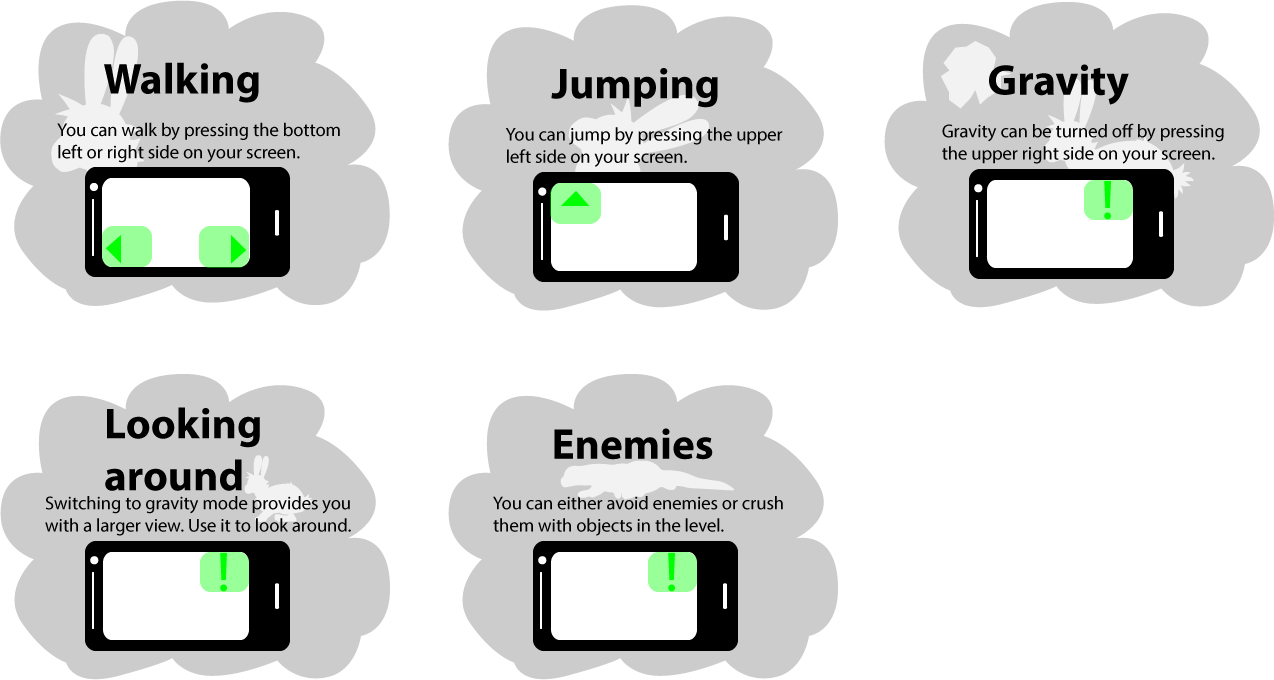 Walking
You can walk by pressing the bottom
left or right side on your screen.
Jumping
You can jump by pressing the upper
left side on your screen.
Gravity
Gravity can be turned off by pressing
the upper right side on your screen.
!
Looking
around
Switching to gravity mode provides you
with a larger view. Use it to look around.
!
Enemies
You can either avoid enemies or crush
them with objects in the level.
!